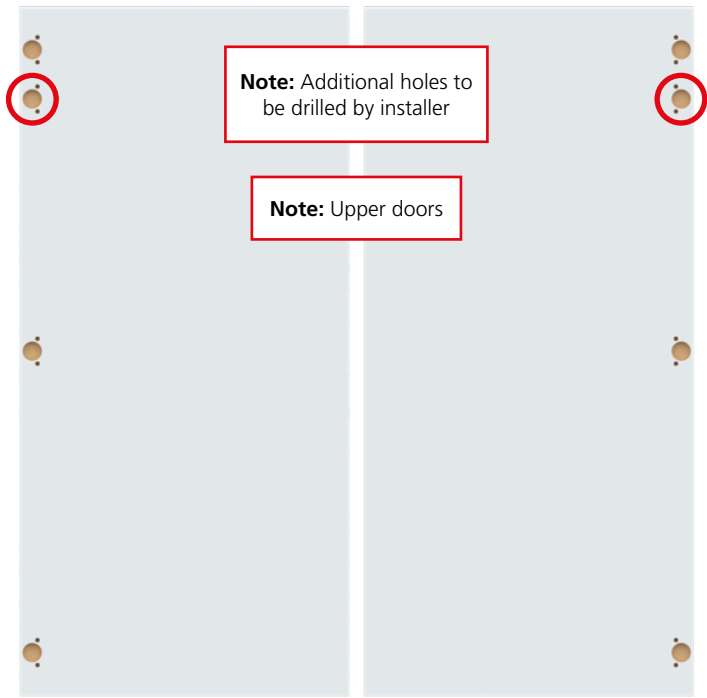 Note: Additional holes to
be drilled by installer
Note: Upper doors